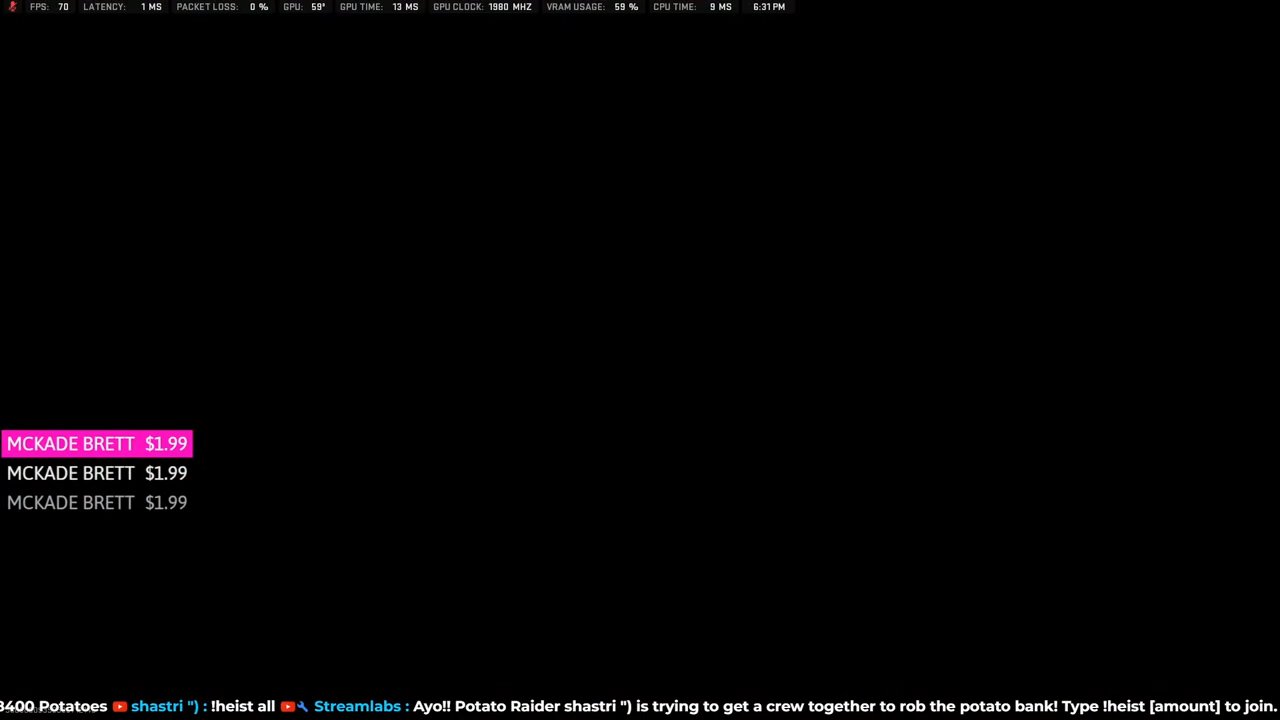 FPS: 70 LATENCY: 1 MS PACKET LOSS: 0 % GPU: 59° GPU TIME: 13 MS GPU CLOCK: 1980 MHZ VRAM USAGE: 59 % CPU TIME: 9 MS 6:31 PM
MCKADE BRETT $1.99
MCKADE BRETT $1.99
MCKADE BRETT $1.99
3400 Potatoes shastri ") : !heist all Streamlabs : Ayo!! Potato Raider shastri ") is trying to get a crew together to rob the potato bank! Type !heist [amount] to join.